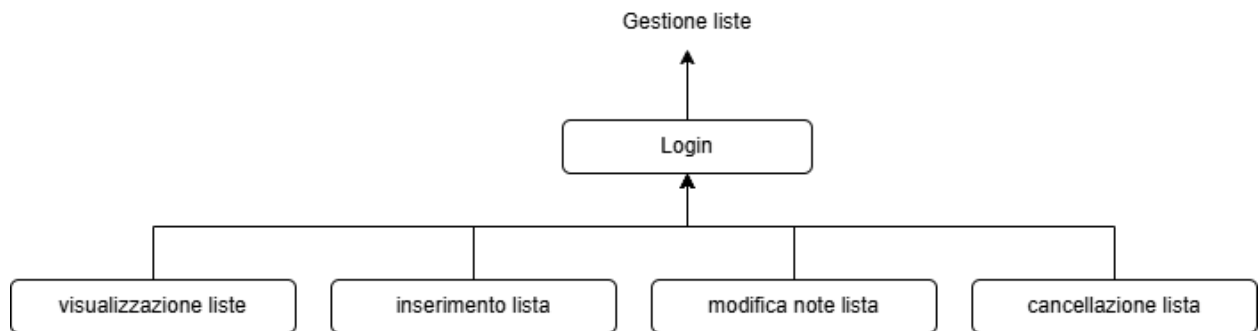 Gestione liste
Login
visualizzazione liste
inserimento lista
modifica note lista
cancellazione lista